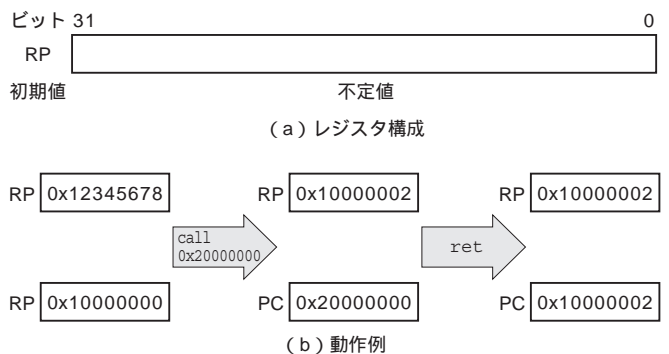 ビット 31 0
RP
初期値 不定値
(a)レジスタ構成
RP 0x12345678 RP 0x10000002 RP 0x10000002
call
0x20000000
ret
RP 0x10000000 PC 0x20000000 PC 0x10000002
(b)動作例